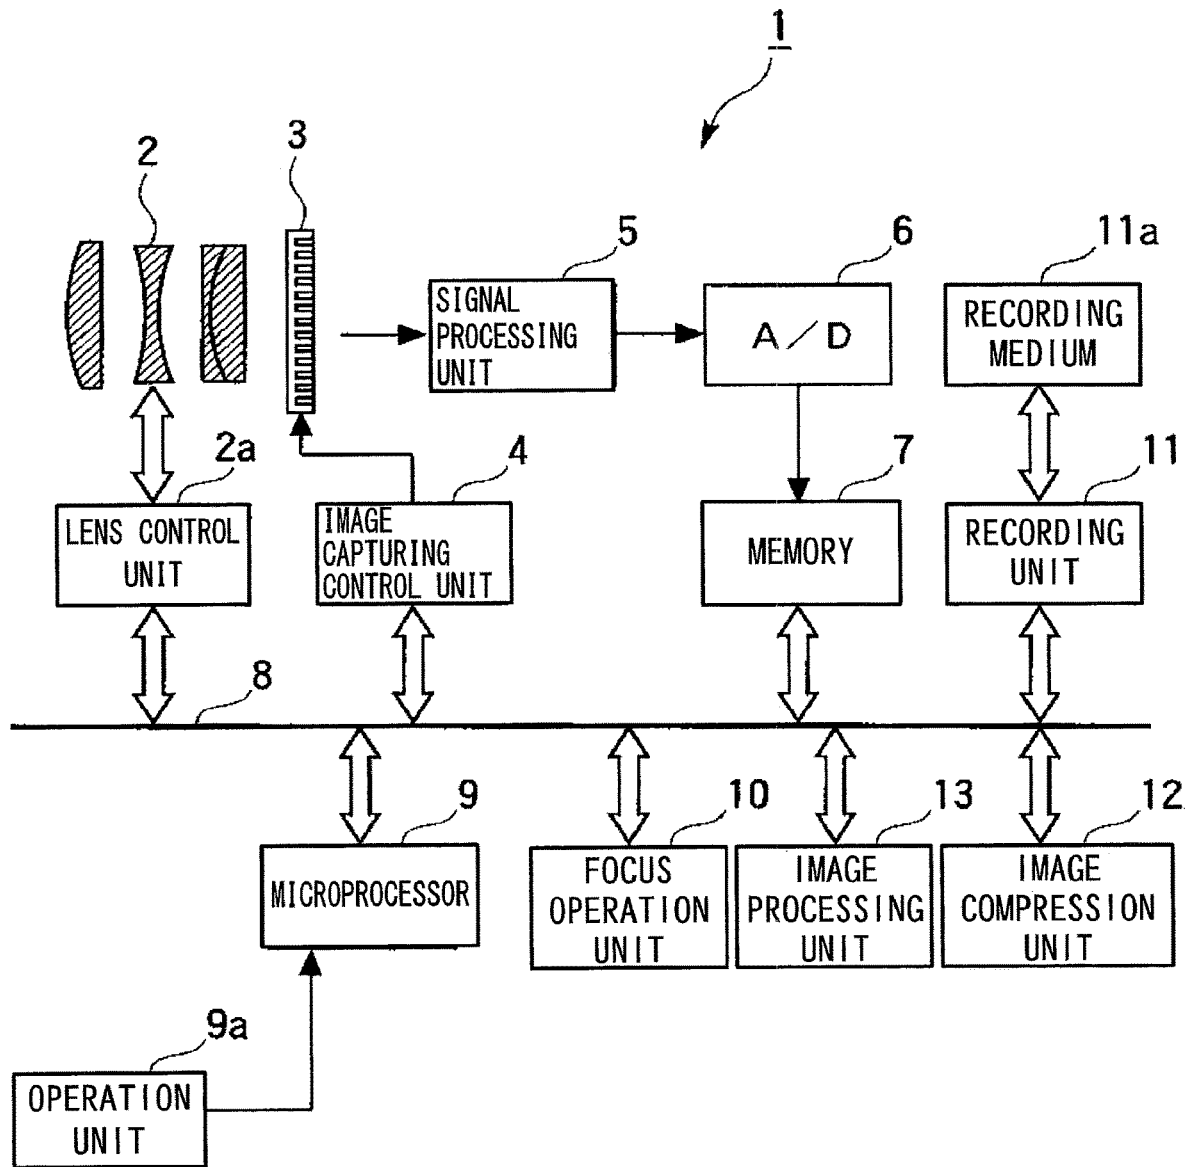 1
2
3
5
6
11a
SIGNAL
PROCESSING
UNIT
A/D
RECORDING
MEDIUM
2a
4
7
11
LENS CONTROL
UNIT
IMAGE
CAPTURING
CONTROL UNIT
MEMORY
RECORDING
UNIT
8
9
10
13
12
MICROPROCESSOR
FOCUS
OPERATION
UNIT
IMAGE
PROCESSING
UNIT
IMAGE
COMPRESSION
UNIT
9a
OPERATION
UNIT